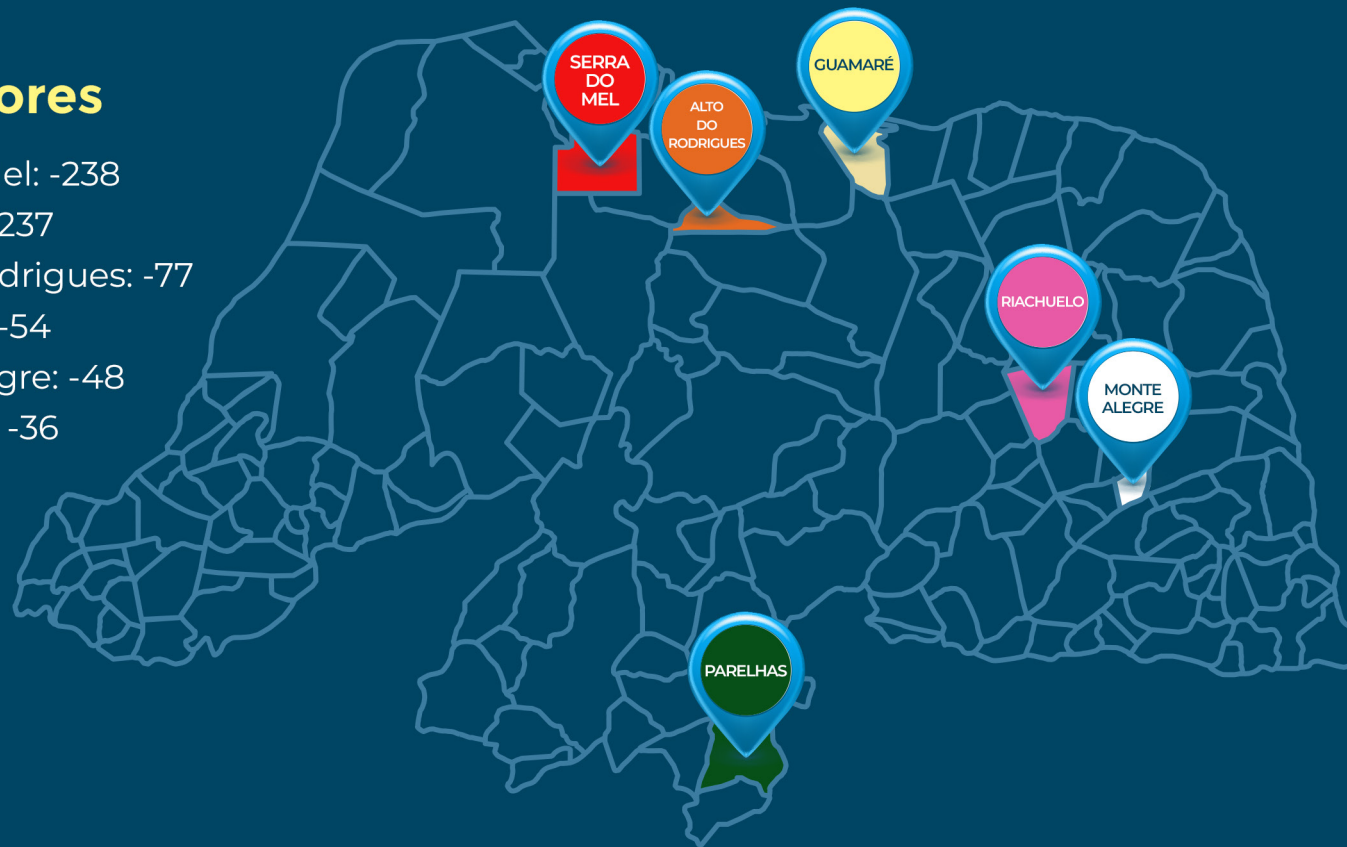 ores
el: -238
237
drigues: -77
-54
gre: -48
-36
SERRA
DO
MEL
ALTO
DO
RODRIGUES
GUAMARÉ
RIACHUELO
MONTE
ALEGRE
PARELHAS